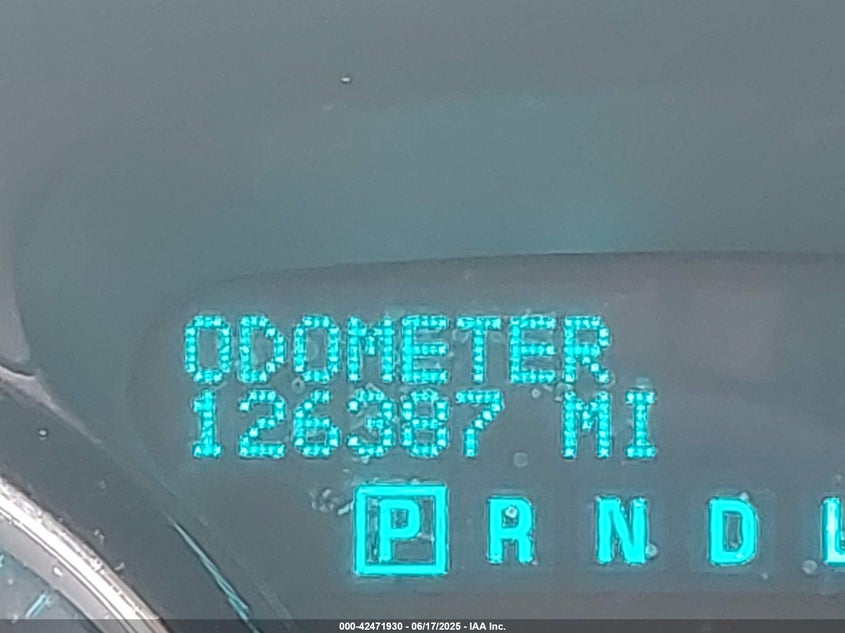 ODOMETER
126387 MI
P R N D L
000-42471930 - 06/17/2025 - IAA Inc.